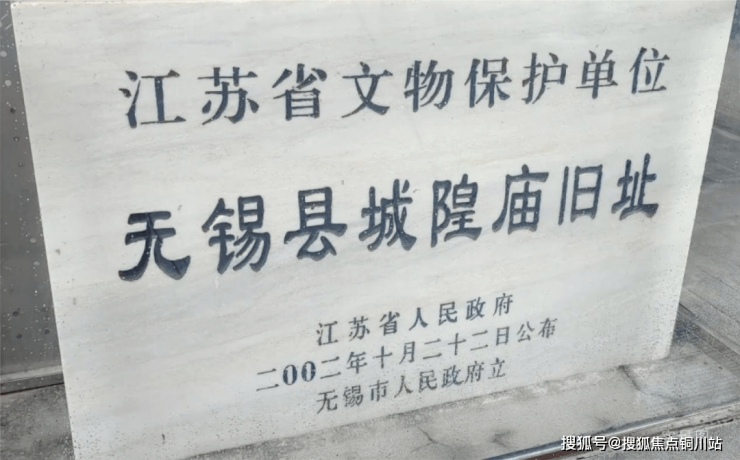 江苏省文物保护单位
无锡县城隍庙旧址
江苏省人民政府
二〇〇二年十月二十二日公布
无锡市人民政府立
搜狐号@搜狐焦点铜川站